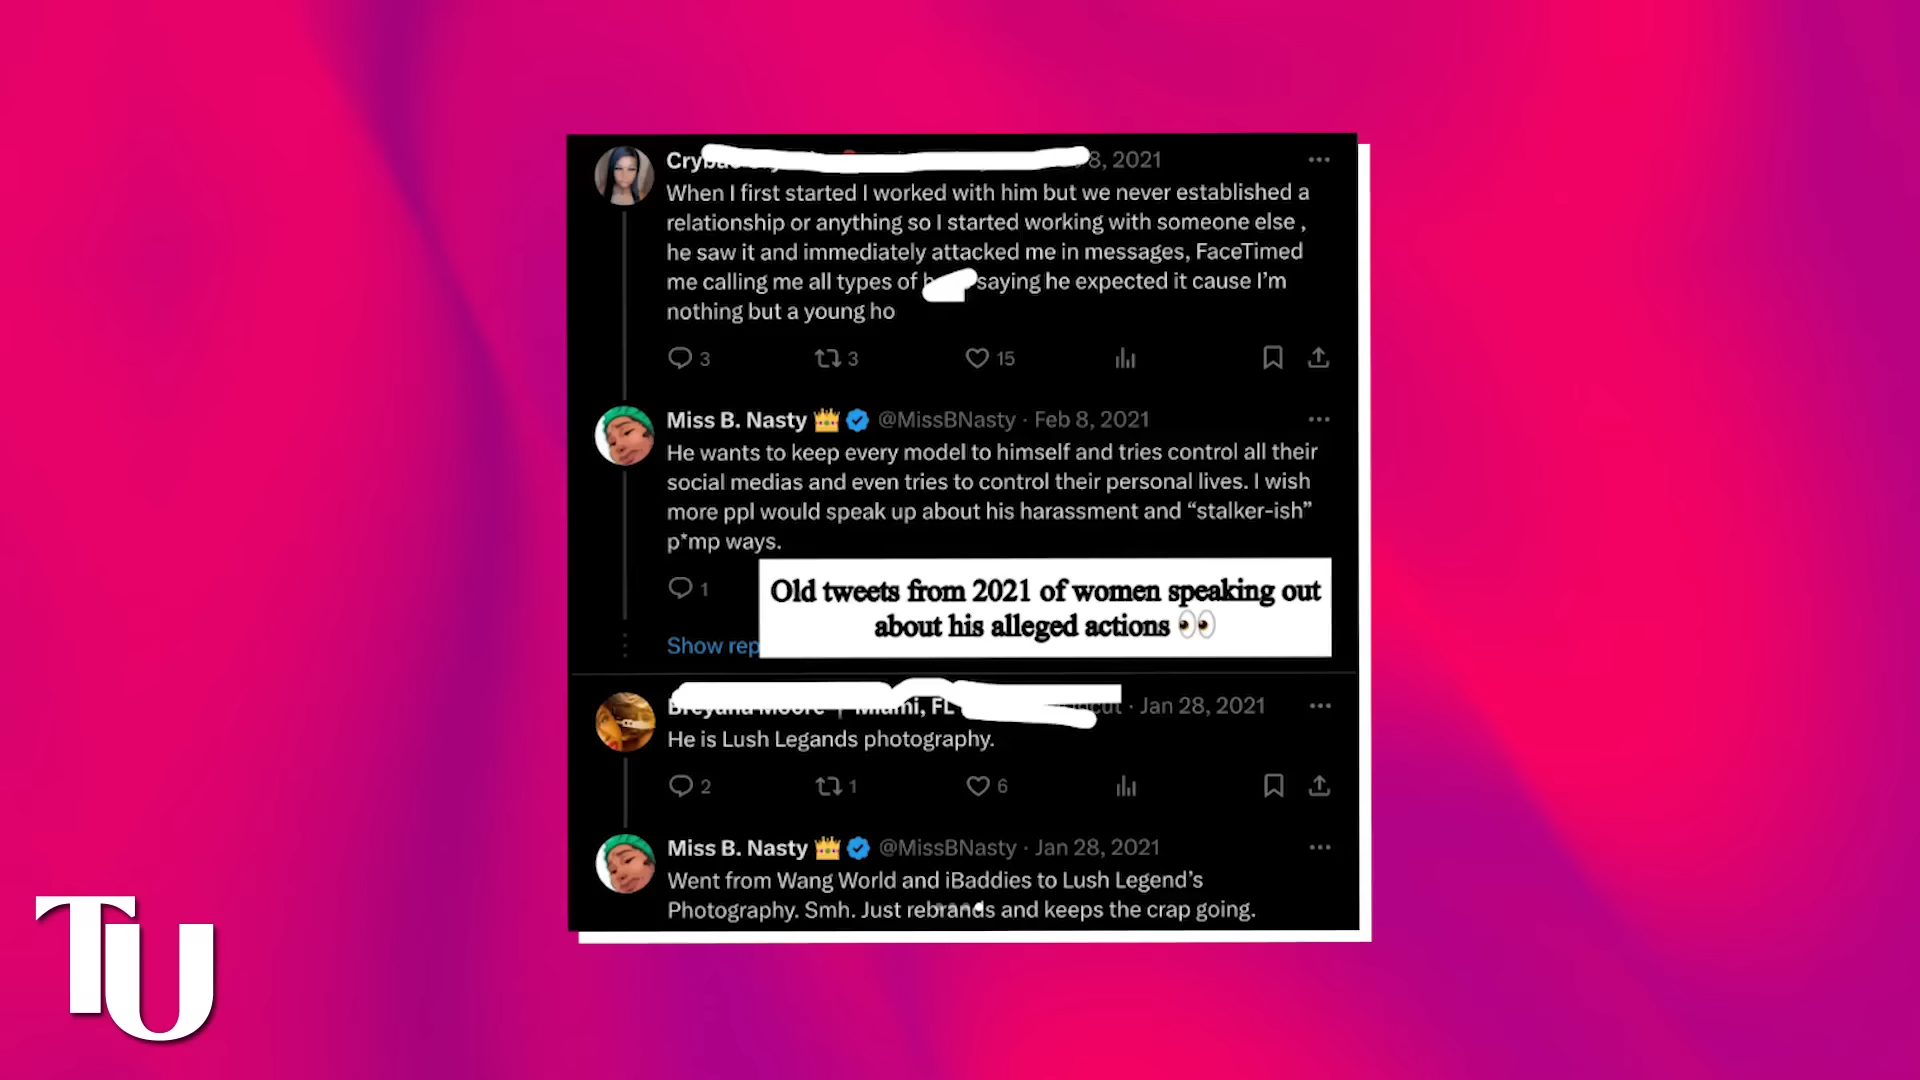 8, 2021
When I first started I worked with him but we never established a
relationship or anything so I started working with someone else ,
he saw it and immediately attacked me in messages, FaceTimed
me calling me all types of saying he expected it cause I'm
nothing but a young ho
3 3 15
Miss B. Nasty 👑 @MissBNasty · Feb 8, 2021
He wants to keep every model to himself and tries control all their
social medias and even tries to control their personal lives. I wish
more ppl would speak up about his harassment and “stalker-ish”
p*mp ways.
1
Old tweets from 2021 of women speaking out
about his alleged actions 👀
Show rep
Miami, FL · Jan 28, 2021
He is Lush Legands photography.
2 1 6
Miss B. Nasty 👑 @MissBNasty · Jan 28, 2021
Went from Wang World and iBaddies to Lush Legend's
Photography. Smh. Just rebrands and keeps the crap going.
TU